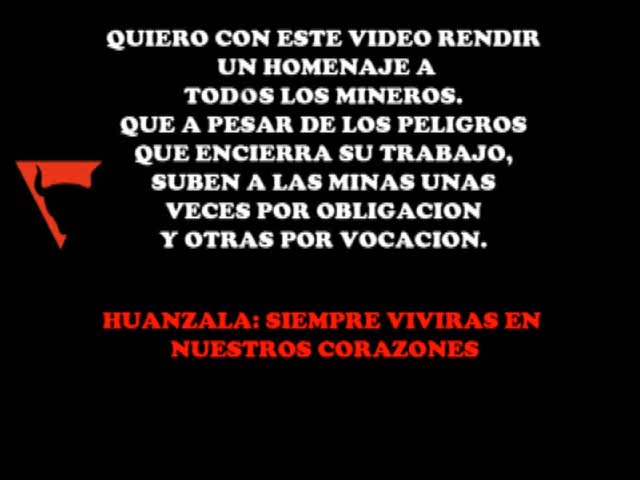 QUIERO CON ESTE VIDEO RENDIR
UN HOMENAJE A
TODOS LOS MINEROS.
QUE A PESAR DE LOS PELIGROS
QUE ENCIERRA SU TRABAJO,
SUBEN A LAS MINAS UNAS
VECES POR OBLIGACION
Y OTRAS POR VOCACION.
HUANZALA: SIEMPRE VIVIRAS EN
NUESTROS CORAZONES